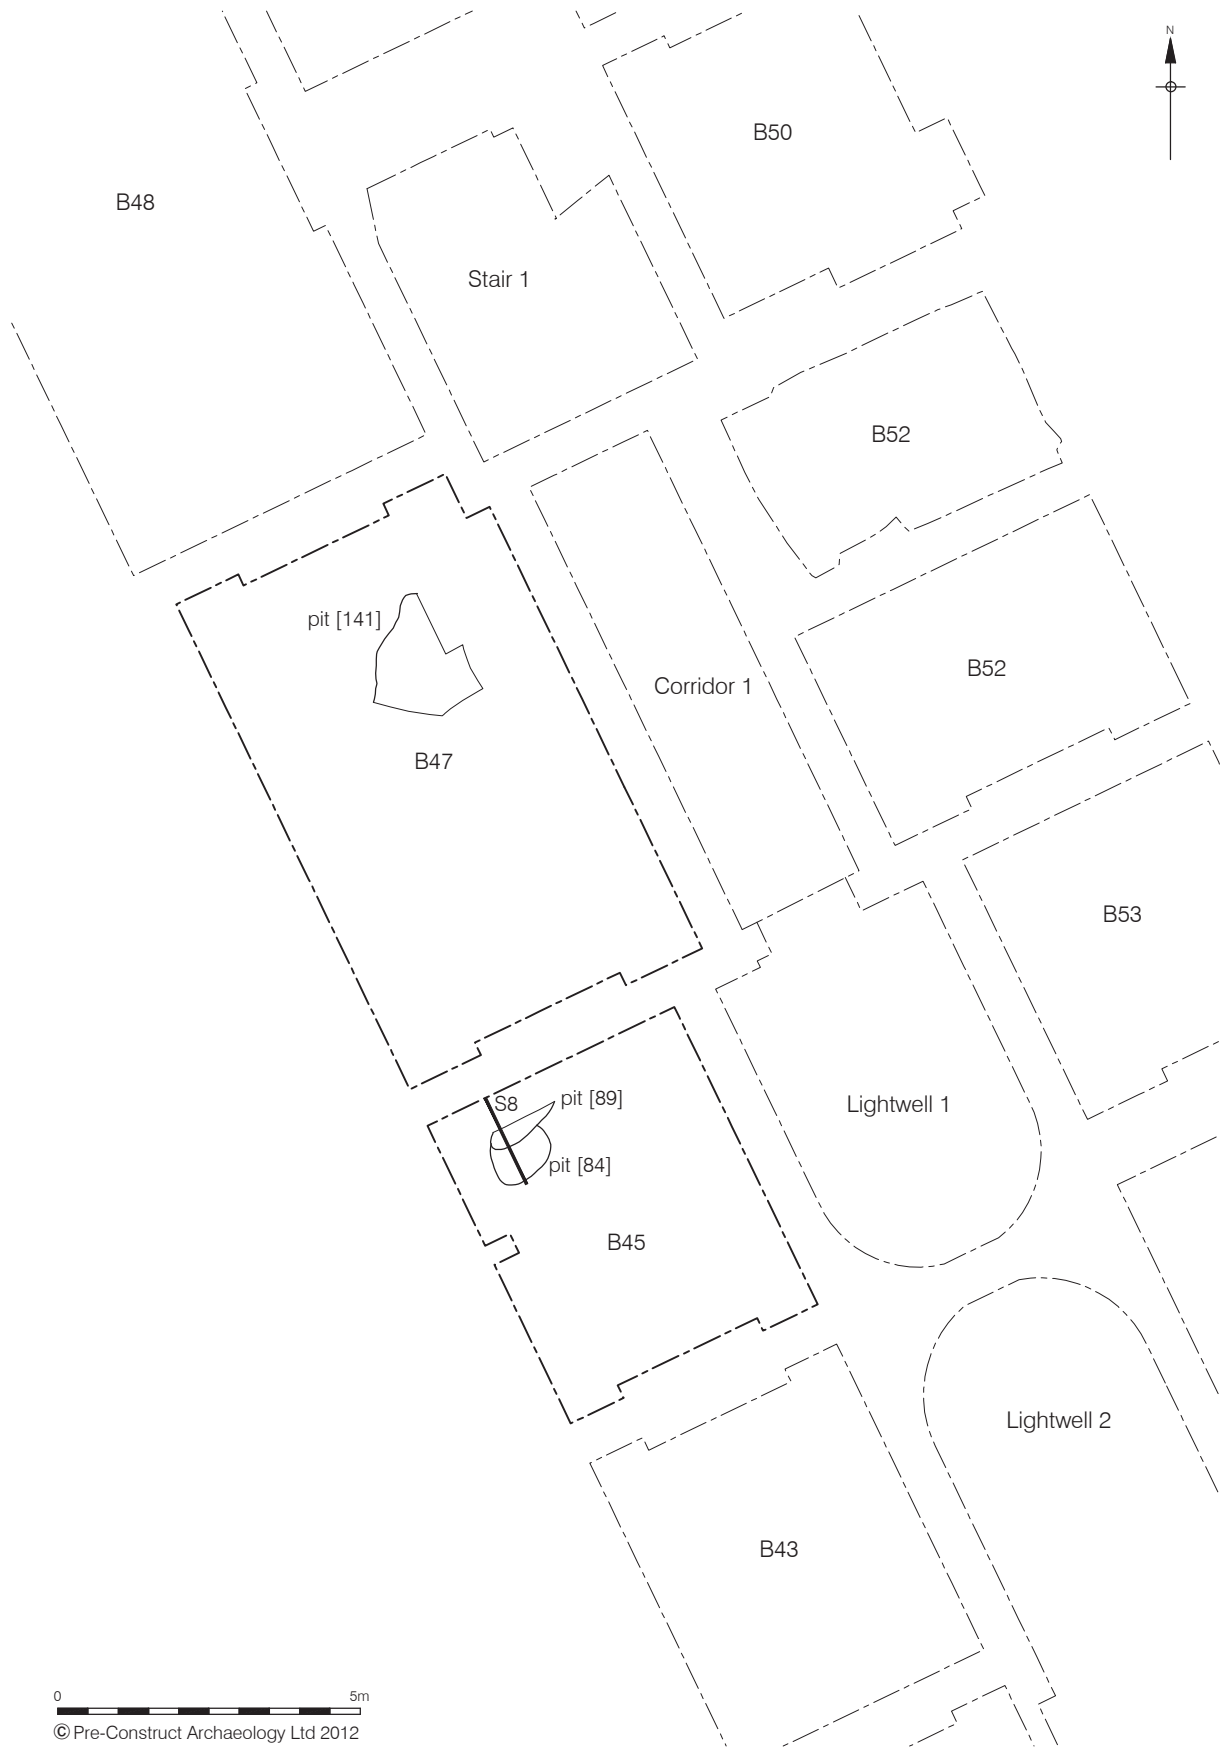 N
B50
B48
Stair 1
B52
pit [141]
B52
Corridor 1
B47
B53
S8
pit [89]
Lightwell 1
pit [84]
B45
Lightwell 2
B43
0 5m
© Pre-Construct Archaeology Ltd 2012